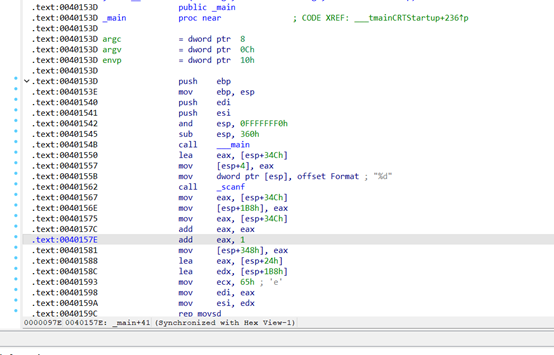 .text:0040153D public _main
.text:0040153D _main proc near ; CODE XREF: ___tmainCRTStartup+236↑p
.text:0040153D
.text:0040153D argc = dword ptr 8
.text:0040153D argv = dword ptr 0Ch
.text:0040153D envp = dword ptr 10h
.text:0040153D
.text:0040153D push ebp
.text:0040153E mov ebp, esp
.text:00401540 push edi
.text:00401541 push esi
.text:00401542 and esp, 0FFFFFFF0h
.text:00401545 sub esp, 360h
.text:0040154B call ___main
.text:00401550 lea eax, [esp+34Ch]
.text:00401557 mov [esp+4], eax
.text:0040155B mov dword ptr [esp], offset Format ; "%d"
.text:00401562 call _scanf
.text:00401567 mov eax, [esp+34Ch]
.text:0040156E mov [esp+1B8h], eax
.text:00401575 mov eax, [esp+34Ch]
.text:0040157C add eax, eax
.text:0040157E add eax, 1
.text:00401581 mov [esp+348h], eax
.text:00401588 lea eax, [esp+24h]
.text:0040158C lea edx, [esp+1B8h]
.text:00401593 mov ecx, 65h ; 'e'
.text:00401598 mov edi, eax
.text:0040159A mov esi, edx
.text:0040159C rep movsd
0000097E 0040157E: _main+41 (Synchronized with Hex View-1)